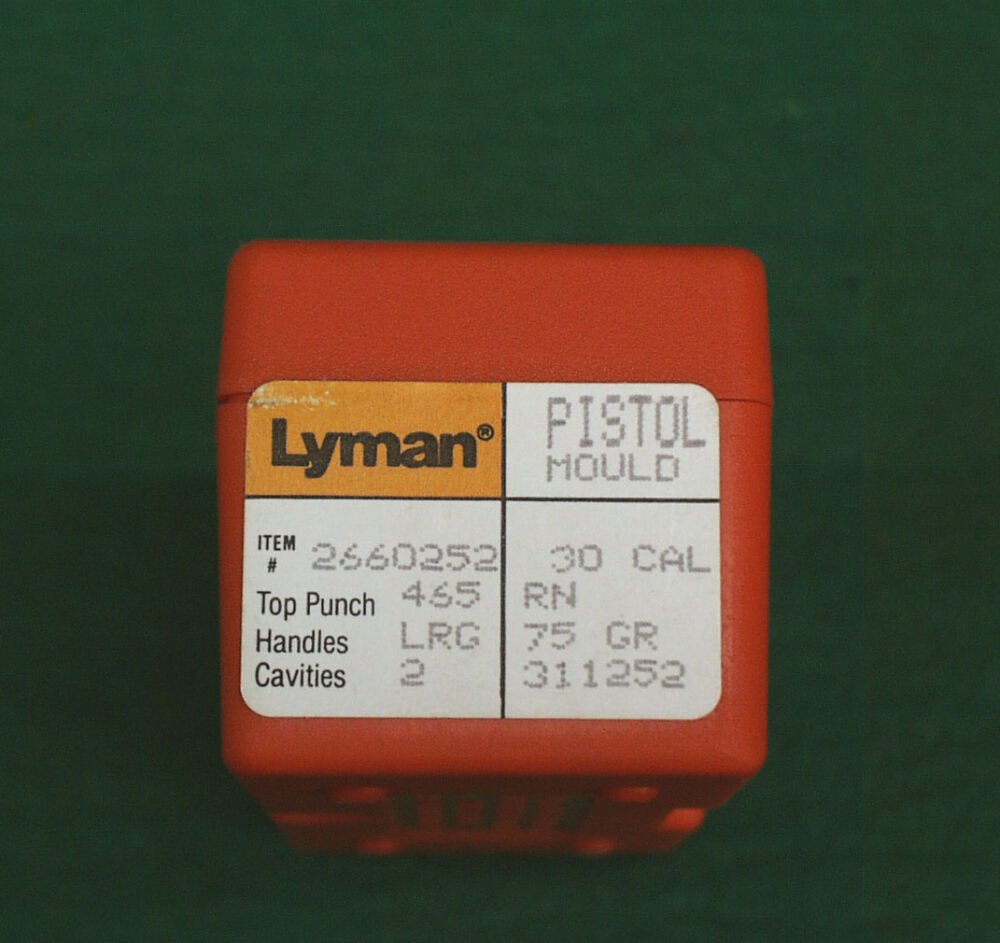 Lyman®
PISTOL
MOULD
ITEM # 2660252 30 CAL
Top Punch 465 RN
Handles LRG 75 GR
Cavities 2 311252